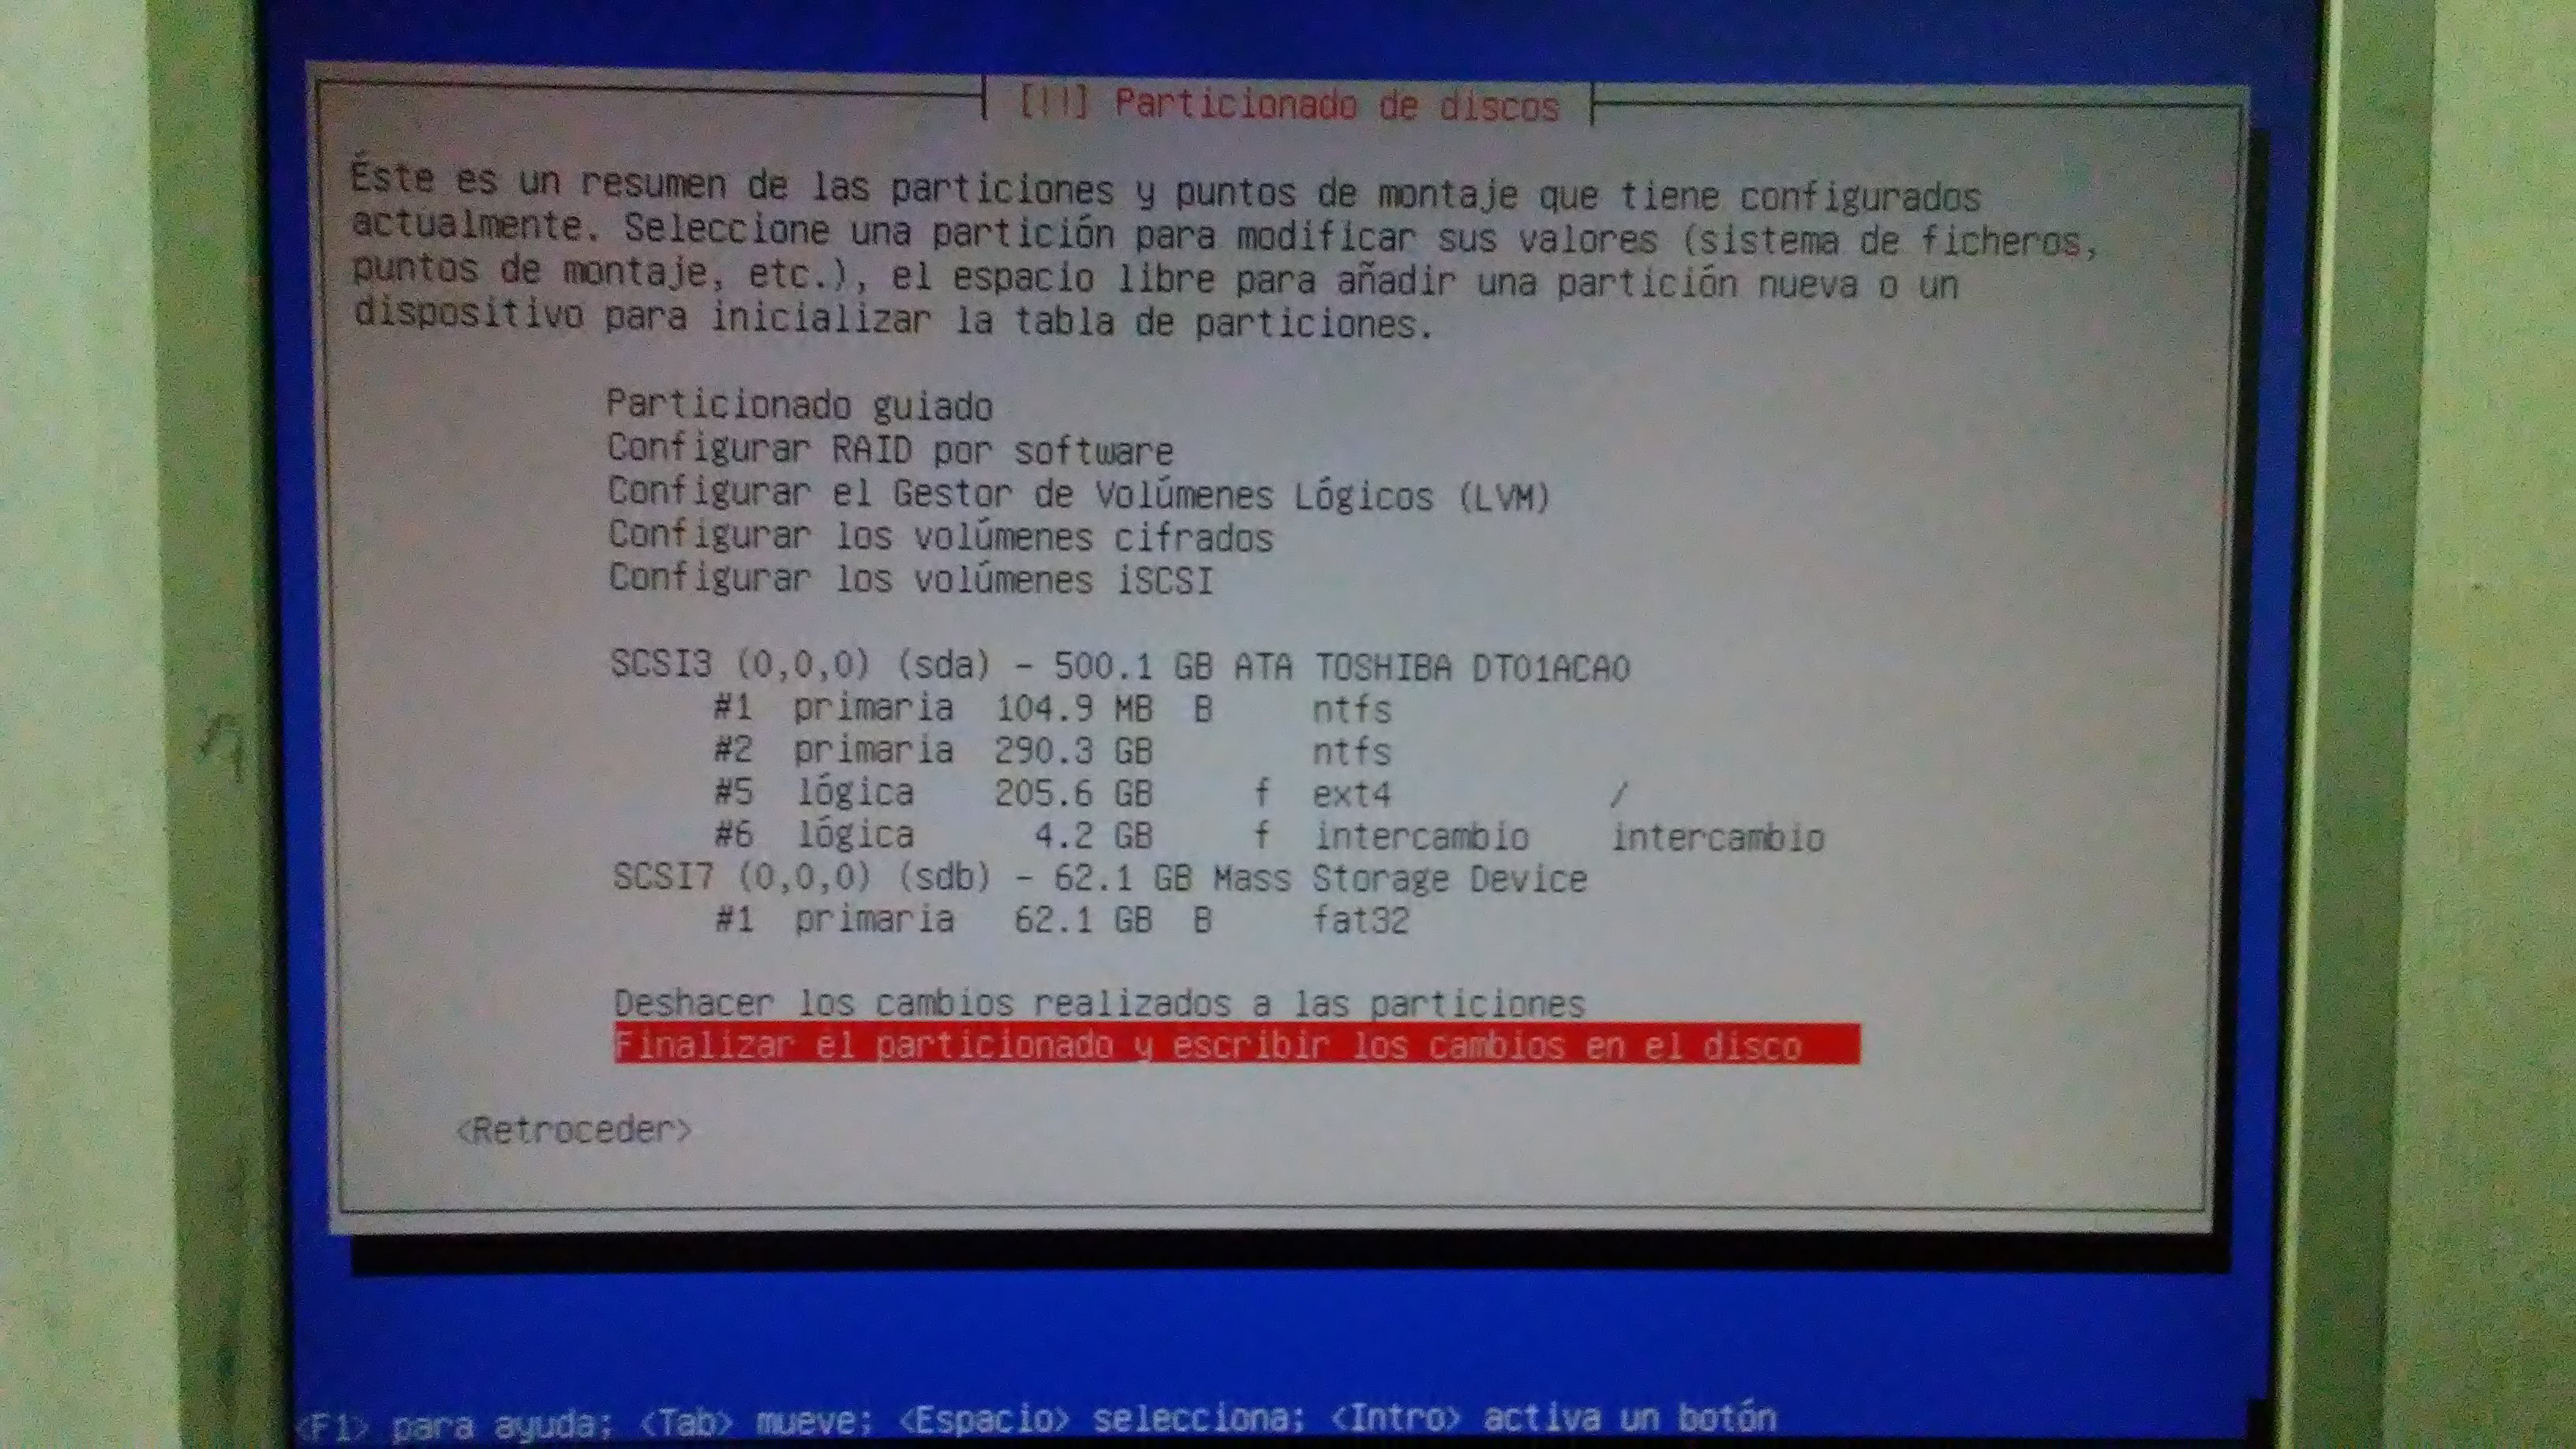 [!!] Particionado de discos
Éste es un resumen de las particiones y puntos de montaje que tiene configurados
actualmente. Seleccione una partición para modificar sus valores (sistema de ficheros,
puntos de montaje, etc.), el espacio libre para añadir una partición nueva o un
dispositivo para inicializar la tabla de particiones.
Particionado guiado
Configurar RAID por software
Configurar el Gestor de Volúmenes Lógicos (LVM)
Configurar los volúmenes cifrados
Configurar los volúmenes iSCSI
SCSI3 (0,0,0) (sda) - 500.1 GB ATA TOSHIBA DT01ACA0
#1 primaria 104.9 MB B ntfs
#2 primaria 290.3 GB ntfs
#5 lógica 205.6 GB f ext4 /
#6 lógica 4.2 GB f intercambio intercambio
SCSI7 (0,0,0) (sdb) - 62.1 GB Mass Storage Device
#1 primaria 62.1 GB B fat32
Deshacer los cambios realizados a las particiones
Finalizar el particionado y escribir los cambios en el disco
<Retroceder>
<F1> para ayuda; <Tab> mueve; <Espacio> selecciona; <Intro> activa un botón